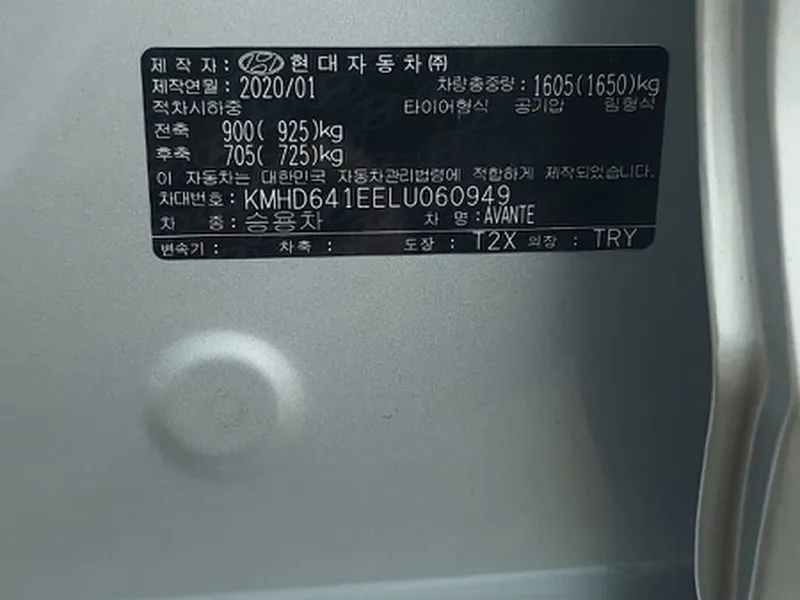 제작자: 현대자동차㈜
제작연월: 2020/01 차량총중량: 1605(1650)kg
적차시하중 타이어형식 공기압 림형식
전축 900( 925)kg
후축 705( 725)kg
이 자동차는 대한민국 자동차관리법령에 적합하게 제작되었습니다.
차대번호: KMHD641EELU060949
차 종: 승용차 차 명: AVANTE
변속기: 차축: 도장: T2X 의장: TRY